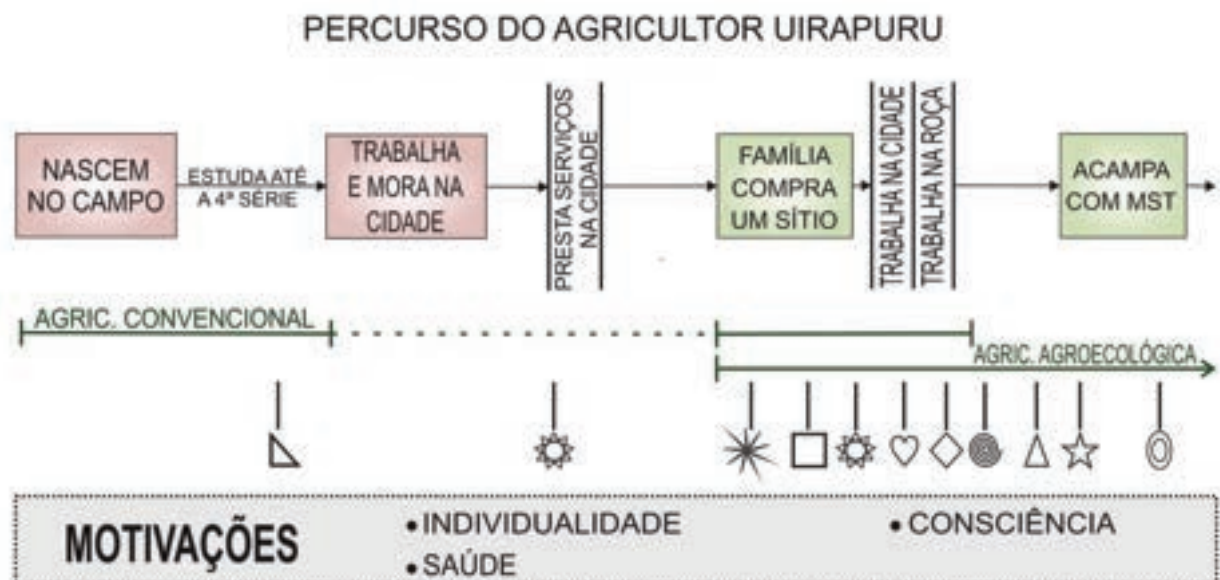 PERCURSO DO AGRICULTOR UIRAPURU
NASCEM
NO CAMPO
ESTUDA ATÉ
A 4ª SÉRIE
TRABALHA
E MORA NA
CIDADE
PRESTA SERVIÇOS
NA CIDADE
FAMÍLIA
COMPRA
UM SÍTIO
TRABALHA NA CIDADE
TRABALHA NA ROÇA
ACAMPA
COM MST
AGRIC. CONVENCIONAL
AGRIC. AGROECOLÓGICA
MOTIVAÇÕES
• INDIVIDUALIDADE
• SAÚDE
• CONSCIÊNCIA